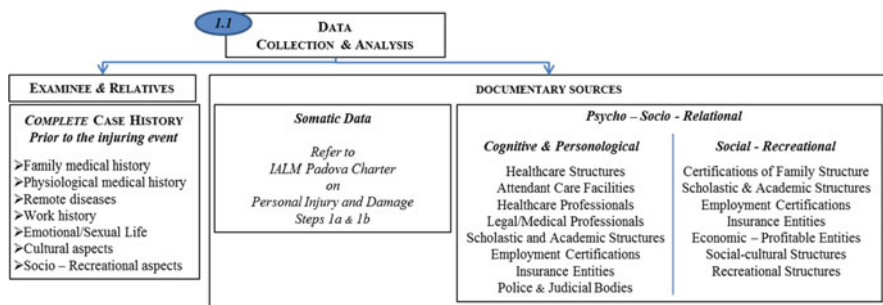 1.1
DATA
COLLECTION & ANALYSIS
EXAMINEE & RELATIVES
COMPLETE CASE HISTORY
Prior to the injuring event
➢Family medical history
➢Physiological medical history
➢Remote diseases
➢Work history
➢Emotional/Sexual Life
➢Cultural aspects
➢Socio – Recreational aspects
DOCUMENTARY SOURCES
Somatic Data
Refer to
IALM Padova Charter
on
Personal Injury and Damage
Steps 1a & 1b
Psycho – Socio - Relational
Cognitive & Personological
Healthcare Structures
Attendant Care Facilities
Healthcare Professionals
Legal/Medical Professionals
Scholastic and Academic Structures
Employment Certifications
Insurance Entities
Police & Judicial Bodies
Social - Recreational
Certifications of Family Structure
Scholastic & Academic Structures
Employment Certifications
Insurance Entities
Economic – Profitable Entities
Social-cultural Structures
Recreational Structures